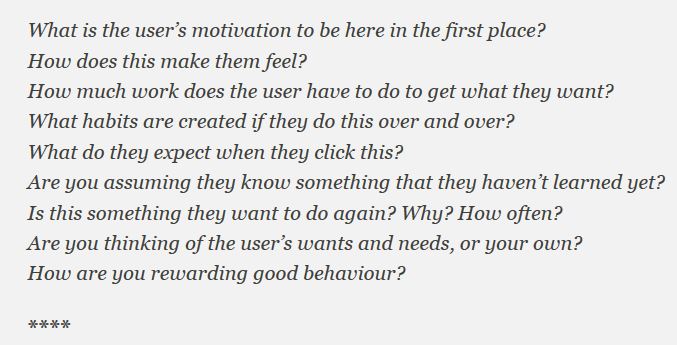 What is the user’s motivation to be here in the first place?
How does this make them feel?
How much work does the user have to do to get what they want?
What habits are created if they do this over and over?
What do they expect when they click this?
Are you assuming they know something that they haven’t learned yet?
Is this something they want to do again? Why? How often?
Are you thinking of the user’s wants and needs, or your own?
How are you rewarding good behaviour?
****